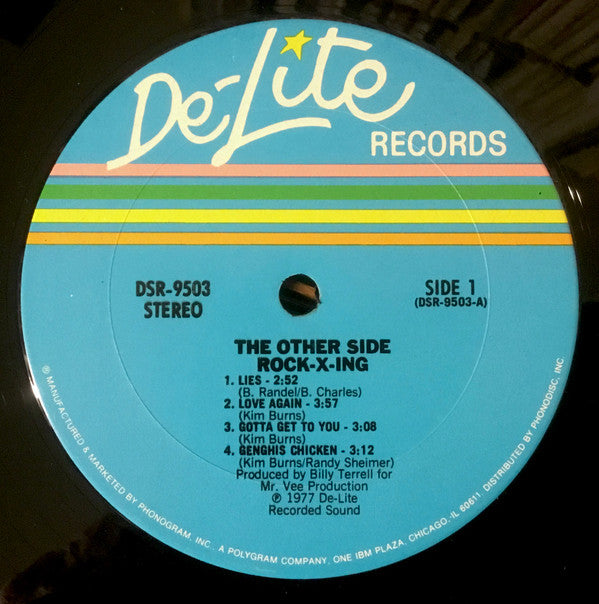 De-Lite
RECORDS
DSR-9503
STEREO
SIDE 1
(DSR-9503-A)
THE OTHER SIDE
ROCK-X-ING
1. LIES - 2:52
(B. Randel/B. Charles)
2. LOVE AGAIN - 3:57
(Kim Burns)
3. GOTTA GET TO YOU - 3:08
(Kim Burns)
4. GENGHIS CHICKEN - 3:12
(Kim Burns/Randy Sheimer)
Produced by Billy Terrell for
Mr. Vee Production
℗ 1977 De-Lite
Recorded Sound
® MANUFACTURED & MARKETED BY PHONOGRAM, INC., A POLYGRAM COMPANY, ONE IBM PLAZA, CHICAGO, IL 60611. DISTRIBUTED BY PHONODISC, INC.